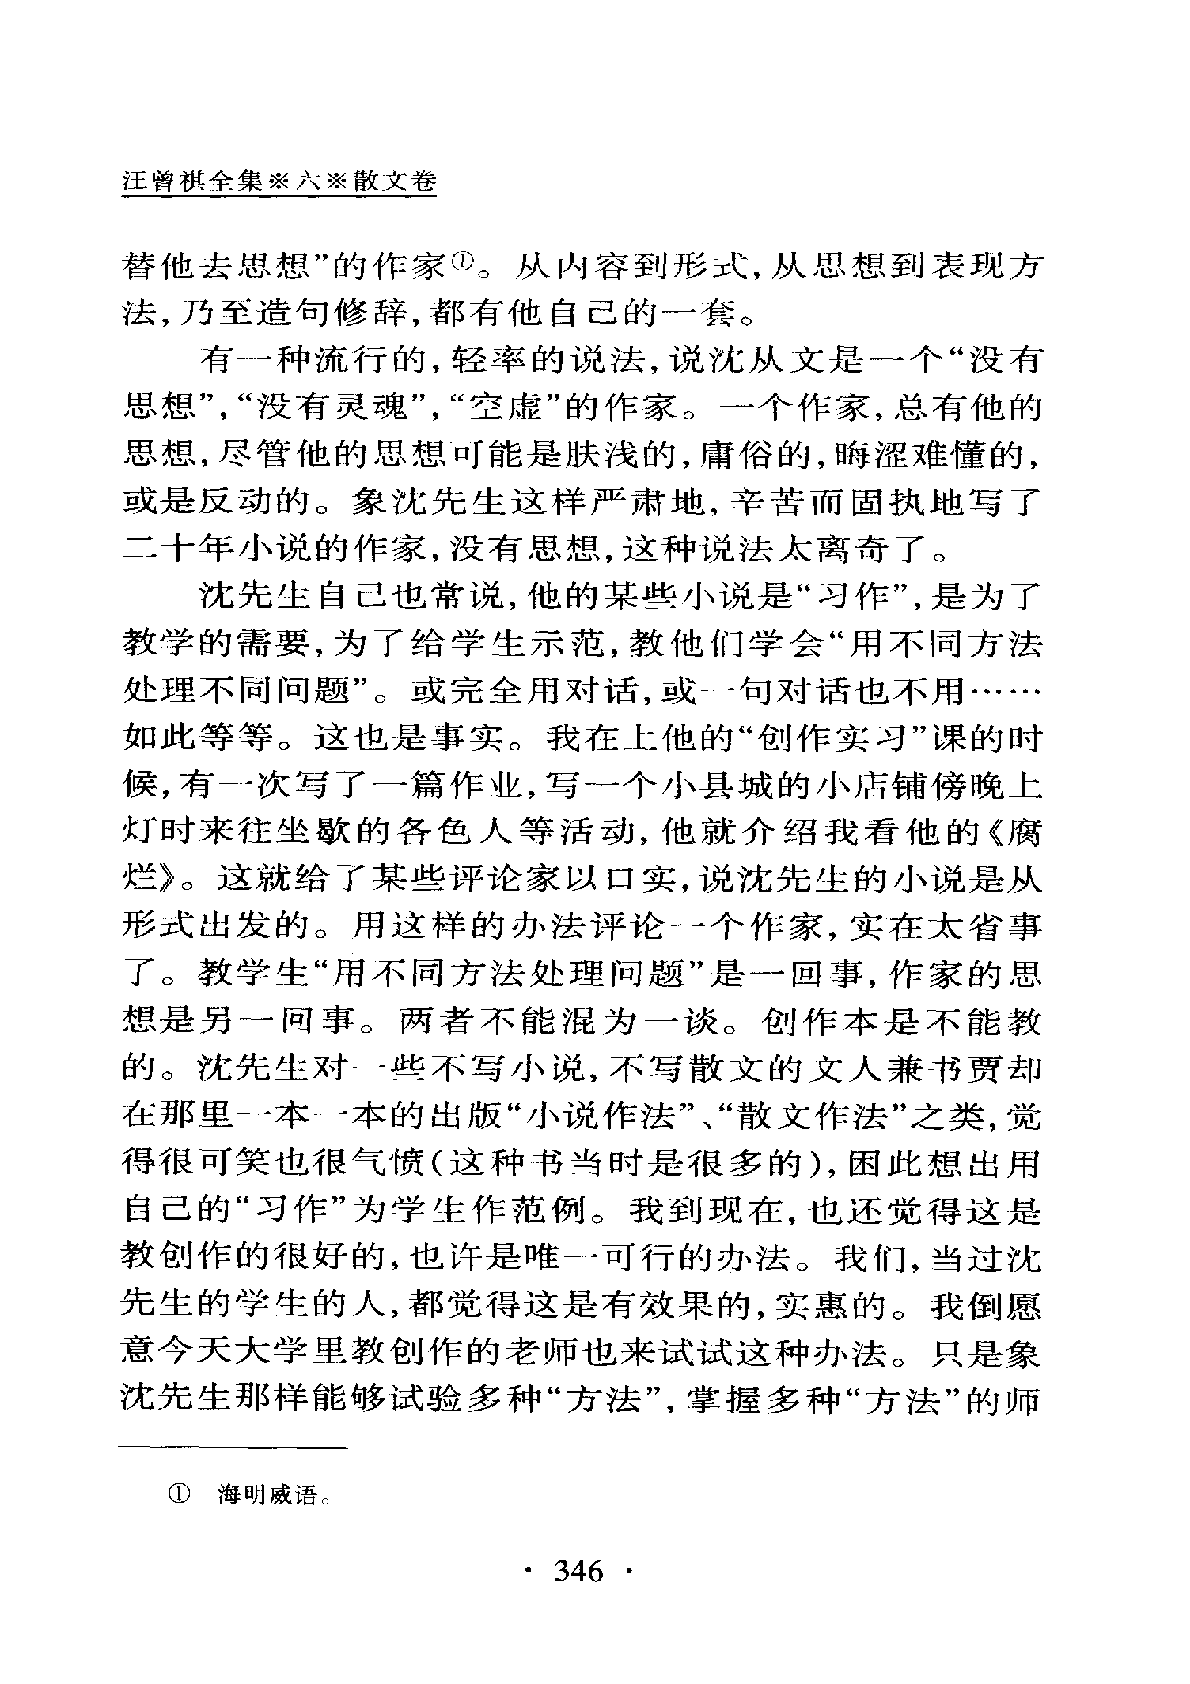 汪曾祺全集※六※散文卷
替他去思想”的作家①。从内容到形式,从思想到表现方
法,乃至造句修辞,都有他自己的一套。
有一种流行的,轻率的说法,说沈从文是一个“没有
思想”,“没有灵魂”,“空虚”的作家。一个作家,总有他的
思想,尽管他的思想可能是肤浅的,庸俗的,晦涩难懂的,
或是反动的。象沈先生这样严肃地,辛苦而固执地写了
二十年小说的作家,没有思想,这种说法太离奇了。
沈先生自己也常说,他的某些小说是“习作”,是为了
教学的需要,为了给学生示范,教他们学会“用不同方法
处理不同问题”。或完全用对话,或一句对话也不用……
如此等等。这也是事实。我在上他的“创作实习”课的时
候,有一次写了一篇作业,写一个小县城的小店铺傍晚上
灯时来往坐歇的各色人等活动,他就介绍我看他的《腐
烂》。这就给了某些评论家以口实,说沈先生的小说是从
形式出发的。用这样的办法评论一个作家,实在太省事
了。教学生“用不同方法处理问题”是一回事,作家的思
想是另一回事。两者不能混为一谈。创作本是不能教
的。沈先生对一些不写小说,不写散文的文人兼书贾却
在那里一本一本的出版“小说作法”、“散文作法”之类,觉
得很可笑也很气愤(这种书当时是很多的),因此想出用
自己的“习作”为学生作范例。我到现在,也还觉得这是
教创作的很好的,也许是唯一可行的办法。我们,当过沈
先生的学生的人,都觉得这是有效果的,实惠的。我倒愿
意今天大学里教创作的老师也来试试这种办法。只是象
沈先生那样能够试验多种“方法”,掌握多种“方法”的师
① 海明威语。
· 346 ·